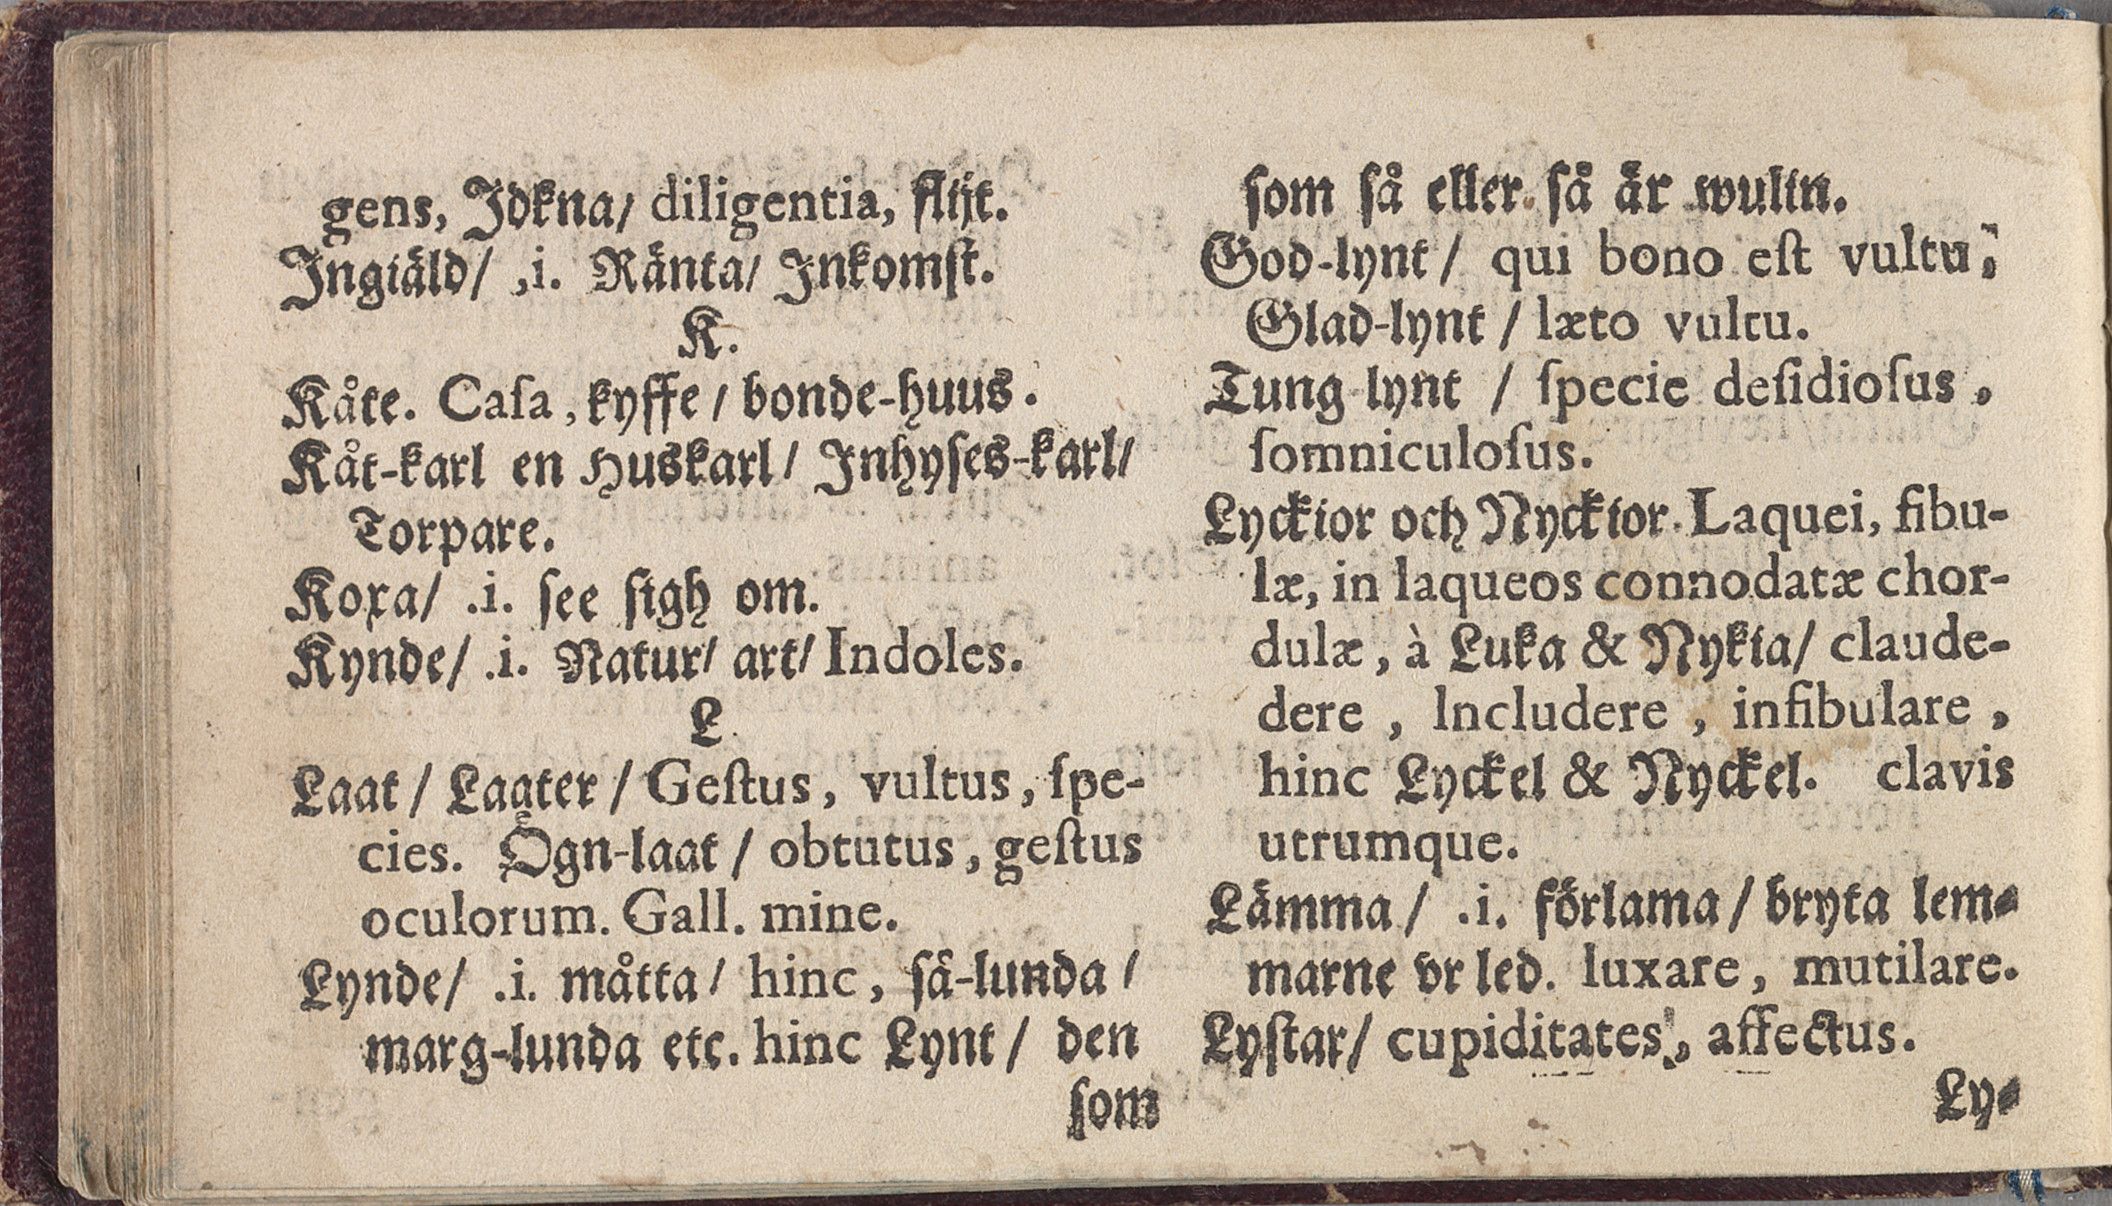 gens, Idkna/ diligentia, flijt.
Ingiäld/ ,i. Ränta/ Inkomſt.
K.
Kåte. Caſa, kyffe/ bonde-huus.
Kåt-karl en Huskarl/ Inhyſes-karl/
Torpare.
Koxa/ .i. ſee ſigh om.
Kynde/ .i. Natur/ art/ Indoles.
L.
Laat/ Laater/ Geſtus, vultus, ſpe-
cies. Ögn-laat/ obtutus, geſtus
oculorum. Gall. mine.
Lynde/ .i. måtta/ hinc, ſå-lunda/
marg-lunda etc. hinc Lynt/ den
ſom
ſom ſå eller ſå är wulin.
God-lynt/ qui bono eſt vultu;
Glad-lynt/ læto vultu.
Tung lynt/ ſpecie deſidioſus,
ſomniculoſus.
Lycktor och Nycktor. Laquei, fibu-
læ, in laqueos connodatæ chor-
dulæ, à Luka & Nykia/ claude-
dere, Includere, infibulare,
hinc Lyckel & Nyckel. clavis
utrumque.
Lämma/ .i. förlama/ bryta lem-
marne vr led. luxare, mutilare.
Lyſtar/ cupiditates, affectus.
Ly-